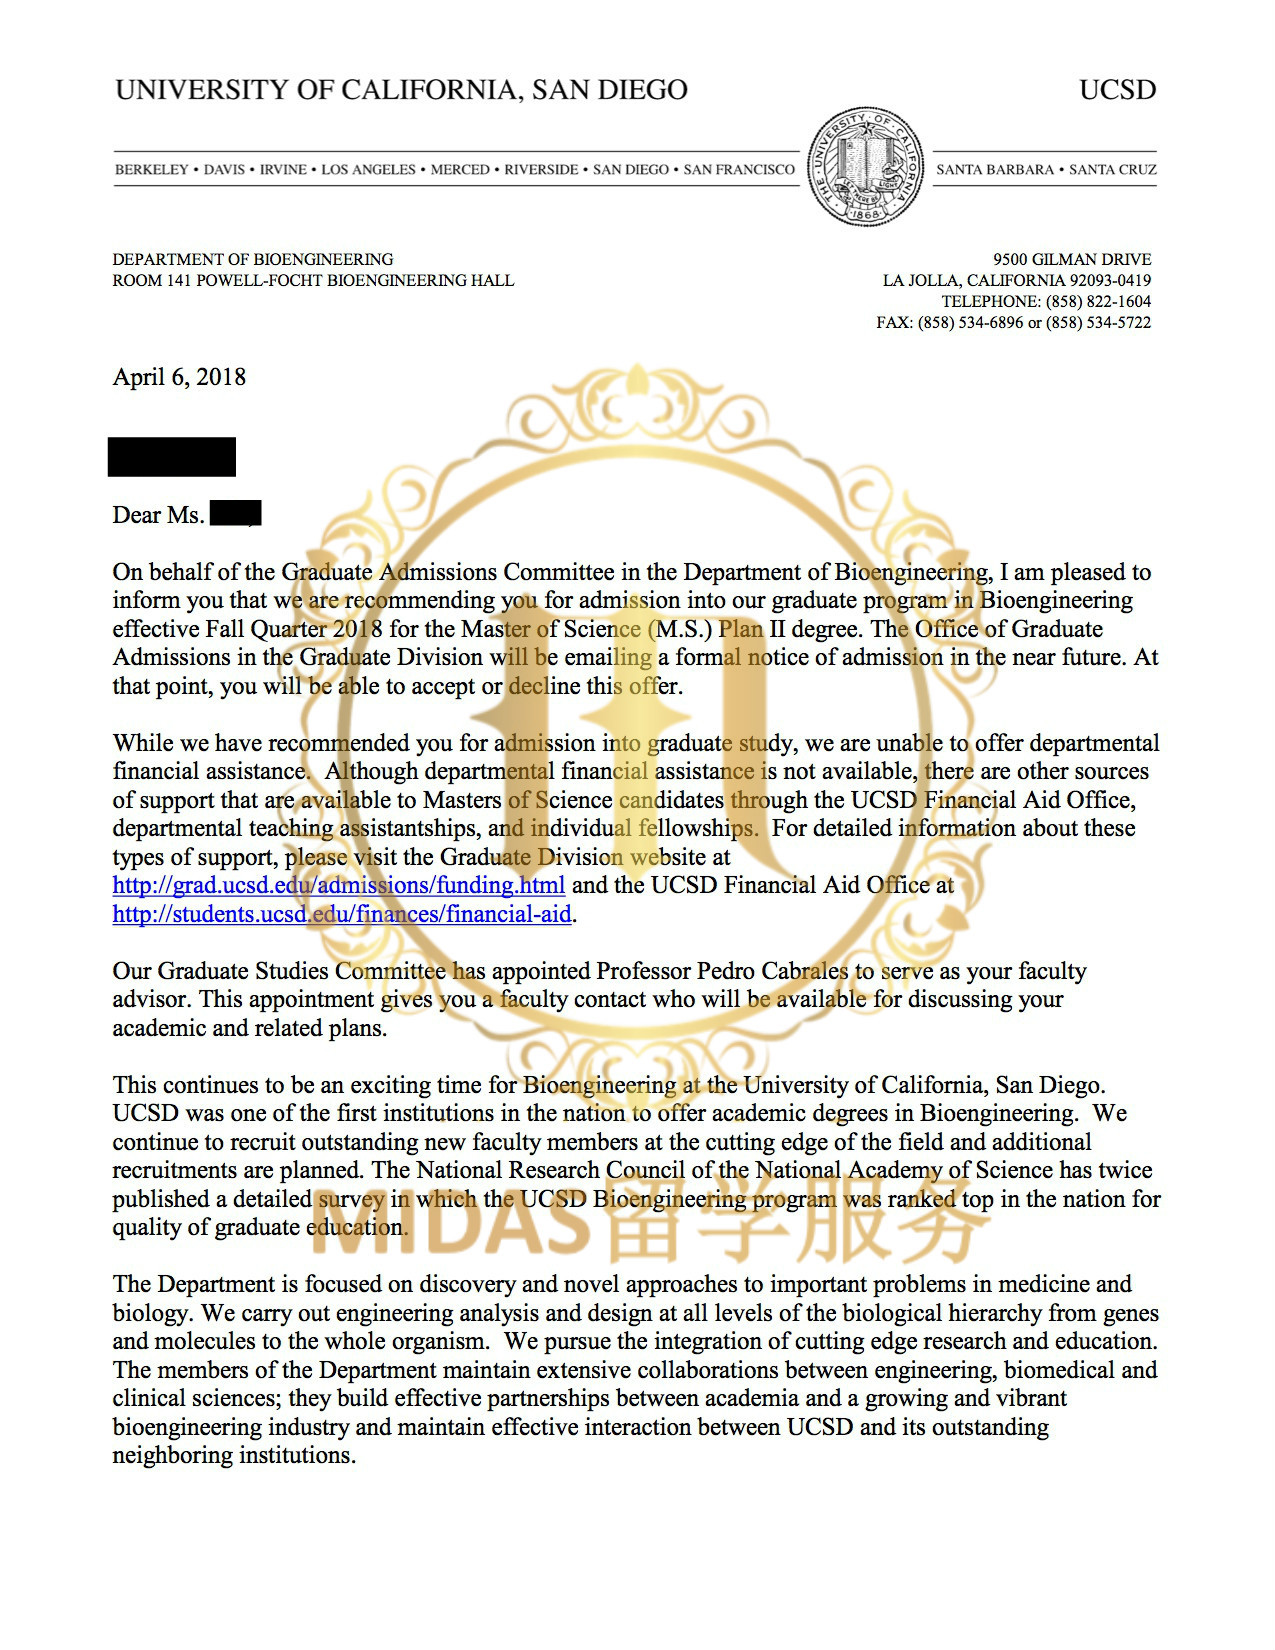 UNIVERSITY OF CALIFORNIA, SAN DIEGO
UCSD
THE UNIVERSITY OF CALIFORNIA
LET THERE BE LIGHT
1868
BERKELEY • DAVIS • IRVINE • LOS ANGELES • MERCED • RIVERSIDE • SAN DIEGO • SAN FRANCISCO
SANTA BARBARA • SANTA CRUZ
DEPARTMENT OF BIOENGINEERING
ROOM 141 POWELL-FOCHT BIOENGINEERING HALL
9500 GILMAN DRIVE
LA JOLLA, CALIFORNIA 92093-0419
TELEPHONE: (858) 822-1604
FAX: (858) 534-6896 or (858) 534-5722
April 6, 2018
Dear Ms.
On behalf of the Graduate Admissions Committee in the Department of Bioengineering, I am pleased to
inform you that we are recommending you for admission into our graduate program in Bioengineering
effective Fall Quarter 2018 for the Master of Science (M.S.) Plan II degree. The Office of Graduate
Admissions in the Graduate Division will be emailing a formal notice of admission in the near future. At
that point, you will be able to accept or decline this offer.
While we have recommended you for admission into graduate study, we are unable to offer departmental
financial assistance.  Although departmental financial assistance is not available, there are other sources
of support that are available to Masters of Science candidates through the UCSD Financial Aid Office,
departmental teaching assistantships, and individual fellowships.  For detailed information about these
types of support, please visit the Graduate Division website at
http://grad.ucsd.edu/admissions/funding.html and the UCSD Financial Aid Office at
http://students.ucsd.edu/finances/financial-aid.
Our Graduate Studies Committee has appointed Professor Pedro Cabrales to serve as your faculty
advisor. This appointment gives you a faculty contact who will be available for discussing your
academic and related plans.
This continues to be an exciting time for Bioengineering at the University of California, San Diego.
UCSD was one of the first institutions in the nation to offer academic degrees in Bioengineering.  We
continue to recruit outstanding new faculty members at the cutting edge of the field and additional
recruitments are planned. The National Research Council of the National Academy of Science has twice
published a detailed survey in which the UCSD Bioengineering program was ranked top in the nation for
quality of graduate education.
MIDAS留学服务
The Department is focused on discovery and novel approaches to important problems in medicine and
biology. We carry out engineering analysis and design at all levels of the biological hierarchy from genes
and molecules to the whole organism.  We pursue the integration of cutting edge research and education.
The members of the Department maintain extensive collaborations between engineering, biomedical and
clinical sciences; they build effective partnerships between academia and a growing and vibrant
bioengineering industry and maintain effective interaction between UCSD and its outstanding
neighboring institutions.